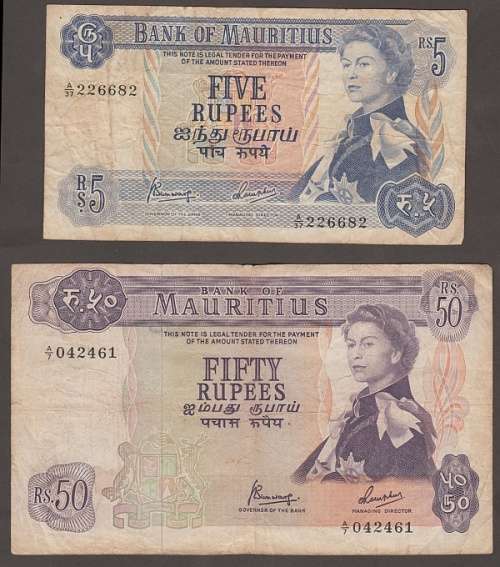 BANK OF MAURITIUS
RS. 5
THIS NOTE IS LEGAL TENDER FOR THE PAYMENT
OF THE AMOUNT STATED THEREON
A/37 226682
FIVE
RUPEES
ஐந்து ரூபாய்
पांच रूपये
RS. 5
GOVERNOR OF THE BANK
MANAGING DIRECTOR
A/37 226682
रु. ५
रु. ५०
BANK OF
MAURITIUS
RS. 50
THIS NOTE IS LEGAL TENDER FOR THE PAYMENT
OF THE AMOUNT STATED THEREON
A/7 042461
FIFTY
RUPEES
ஐம்பது ரூபாய்
पचास रूपैय
RS. 50
GOVERNOR OF THE BANK
MANAGING DIRECTOR
A/7 042461